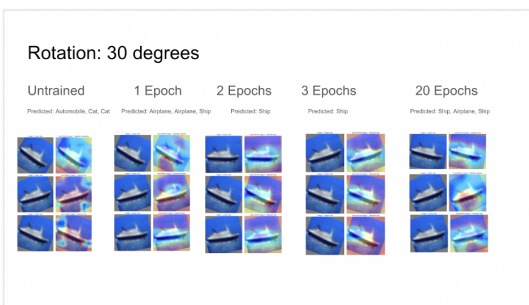 Rotation: 30 degrees
Untrained
1 Epoch
2 Epochs
3 Epochs
20 Epochs
Predicted: Automobile, Cat, Cat
Predicted: Airplane, Airplane, Ship
Predicted: Ship
Predicted: Ship
Predicted: Ship, Airplane, Ship